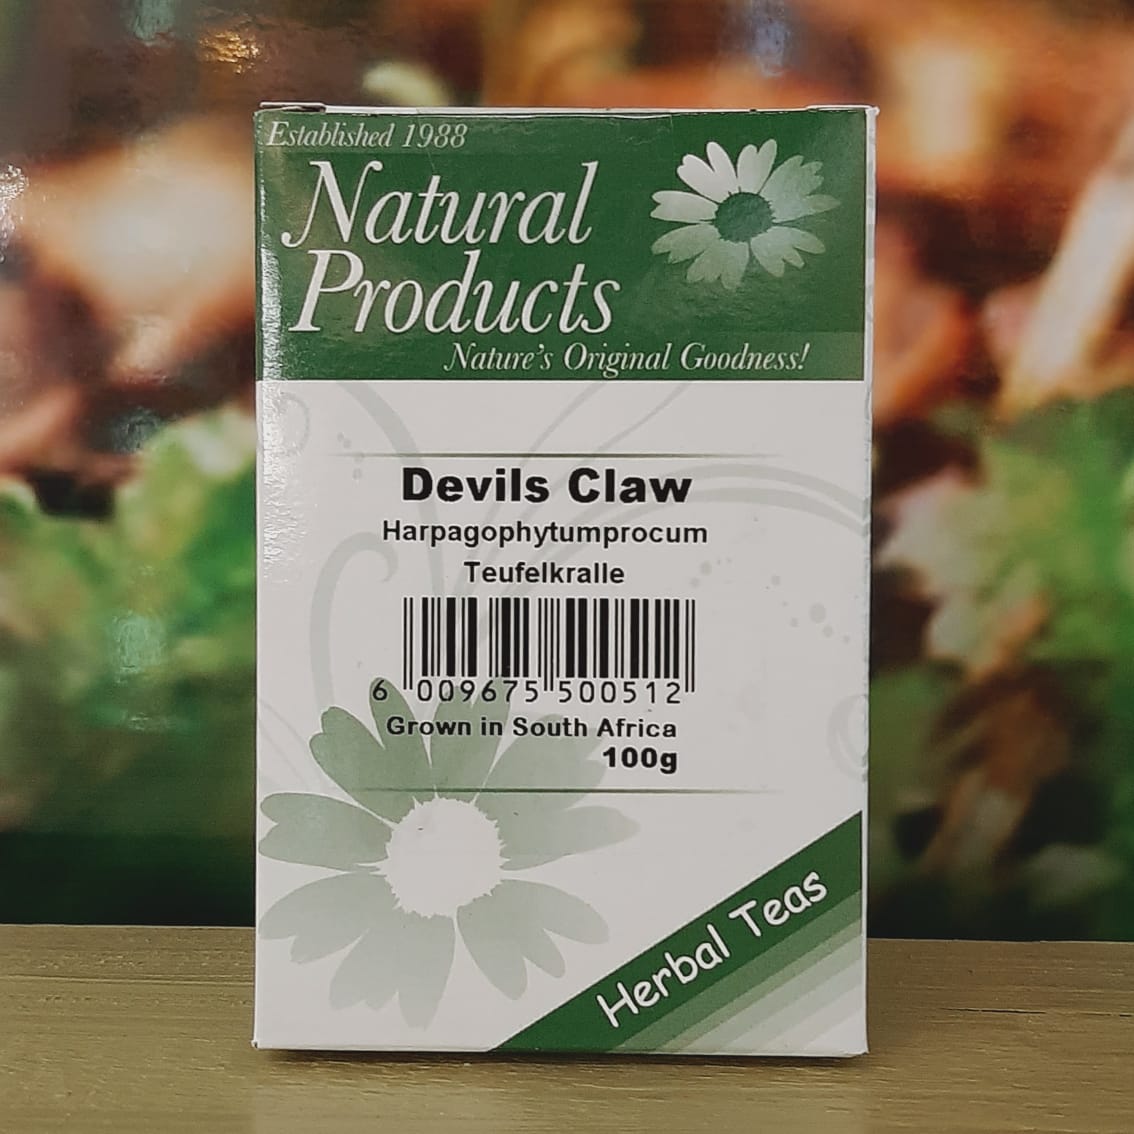 Established 1988
Natural
Products
Nature's Original Goodness!
Devils Claw
Harpagophytumprocum
Teufelkralle
6 009675 500512
Grown in South Africa
100g
Herbal Teas